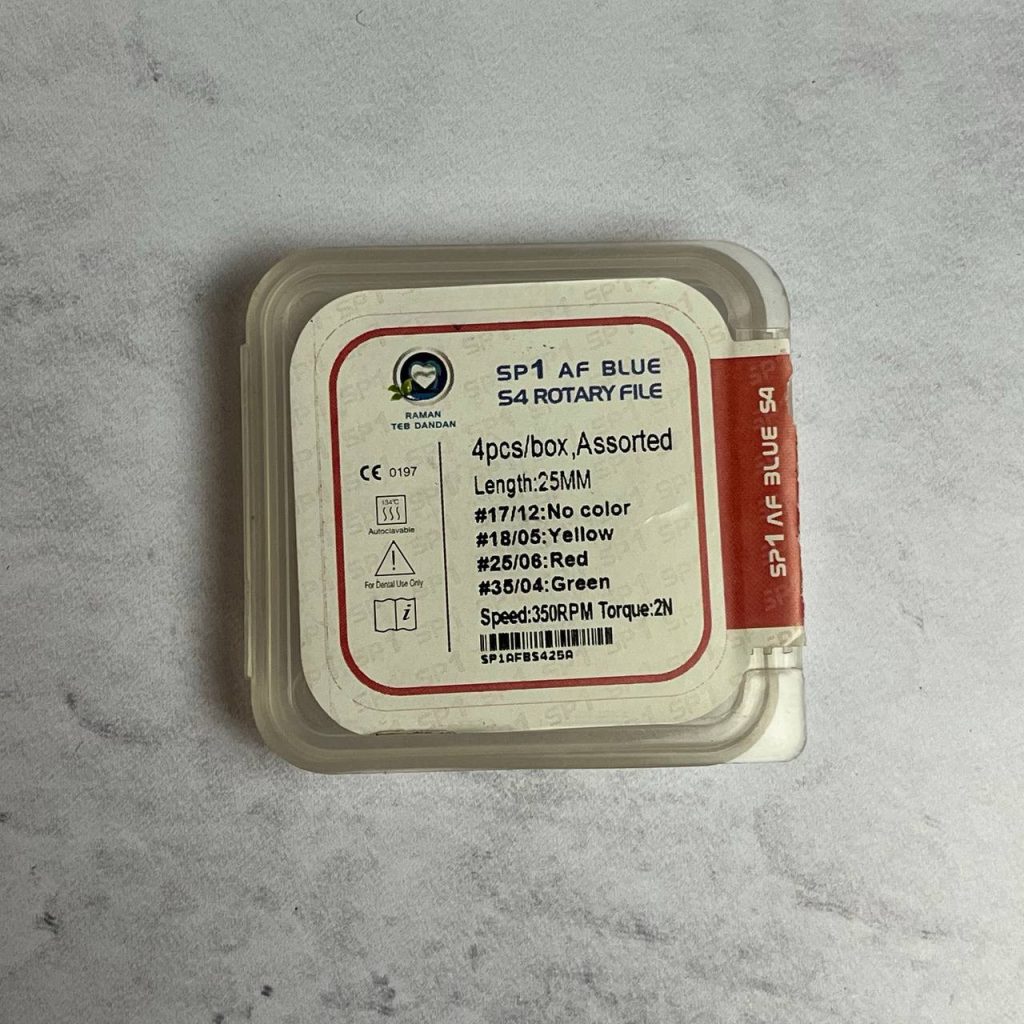 SP1 AF BLUE
S4 ROTARY FILE
RAMAN
TEB DANDAN
4pcs/box,Assorted
Length:25MM
#17/12:No color
#18/05:Yellow
#25/06:Red
#35/04:Green
Speed:350RPM Torque:2N
SP1AFBS425A
CE 0197
134°C
Autoclavable
For Dental Use Only
i
SP1 AF BLUE S4